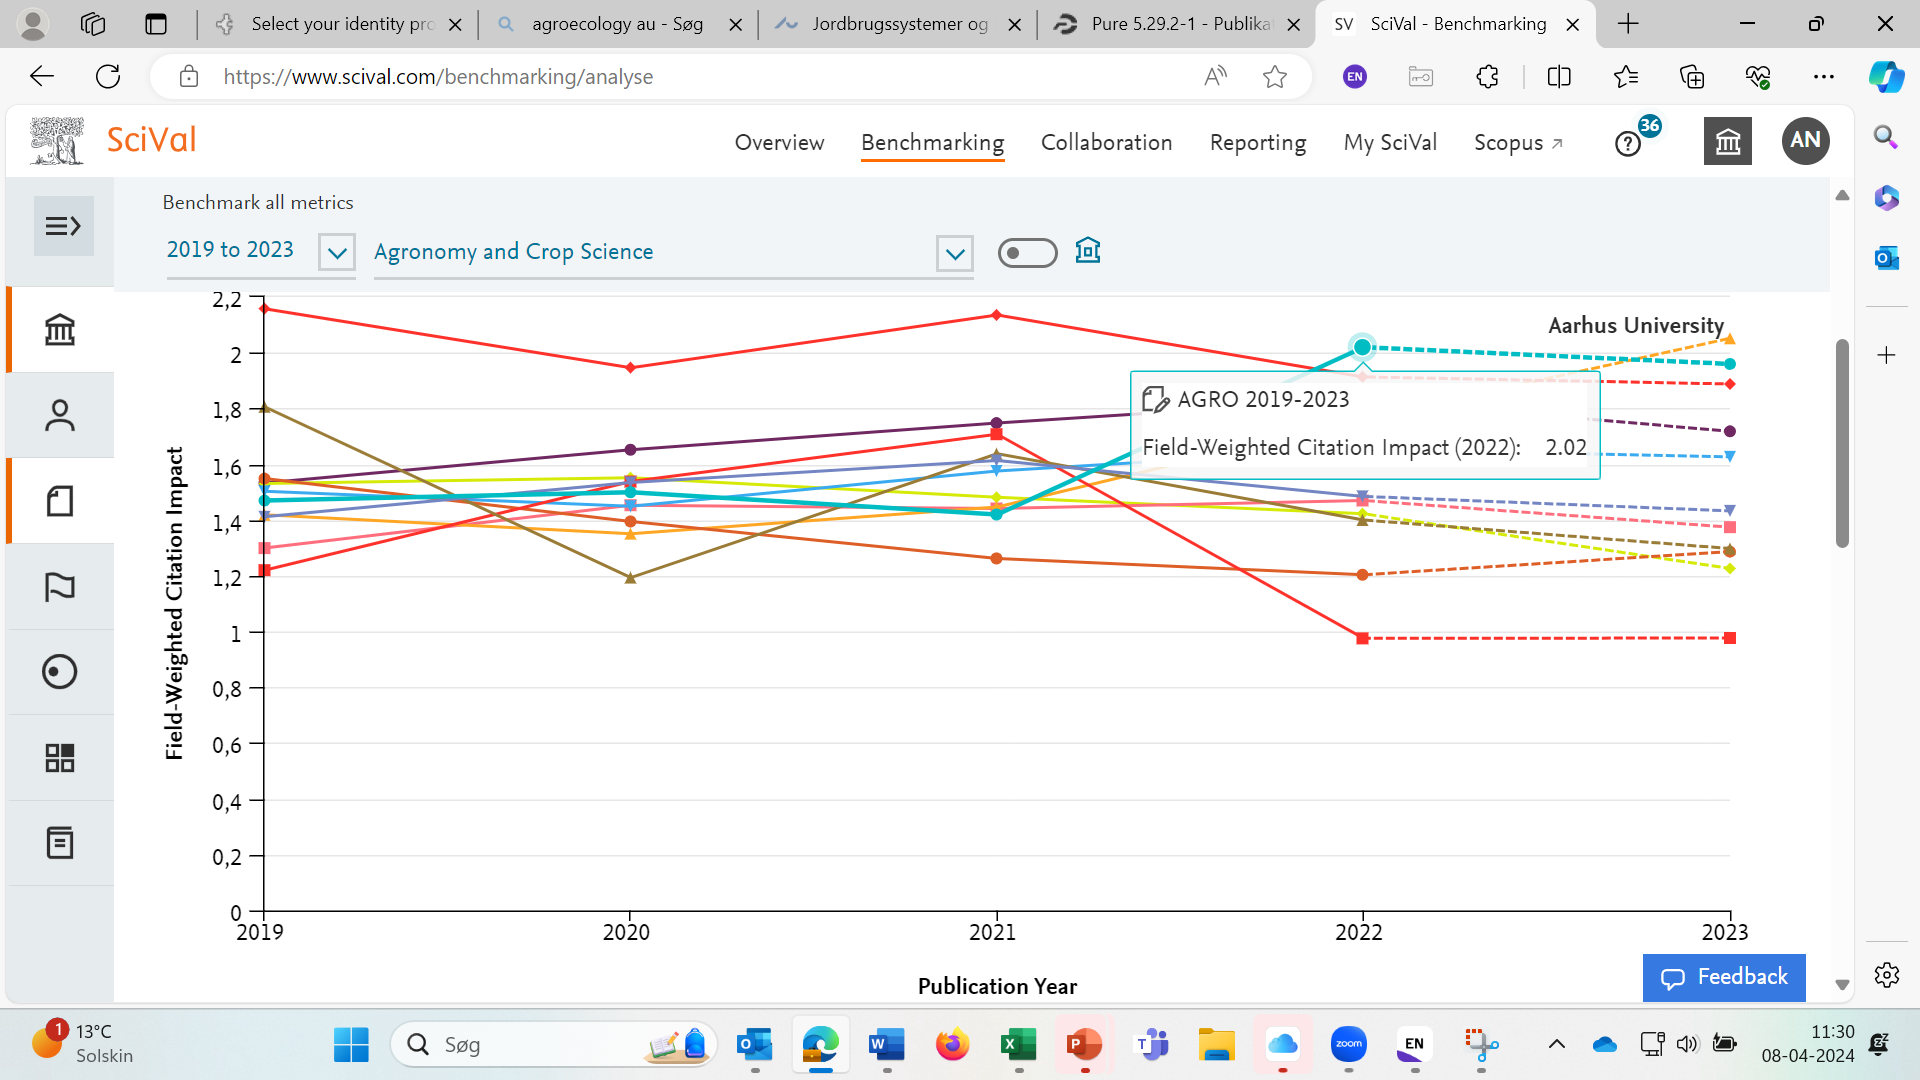 Select your identity pro
agroecology au - Søg
Jordbrugssystemer og
Pure 5.29.2-1 - Publika
SV SciVal - Benchmarking
https://www.scival.com/benchmarking/analyse
EN
SciVal
Overview Benchmarking Collaboration Reporting My SciVal Scopus ↗ 36 AN
Benchmark all metrics
2019 to 2023 Agronomy and Crop Science
Field-Weighted Citation Impact
2,2
2
1,8
1,6
1,4
1,2
1
0,8
0,6
0,4
0,2
0
Aarhus University
AGRO 2019-2023
Field-Weighted Citation Impact (2022): 2.02
2019 2020 2021 2022 2023
Publication Year
Feedback
1
13°C
Solskin
Søg
zoom
EN
11:30
08-04-2024